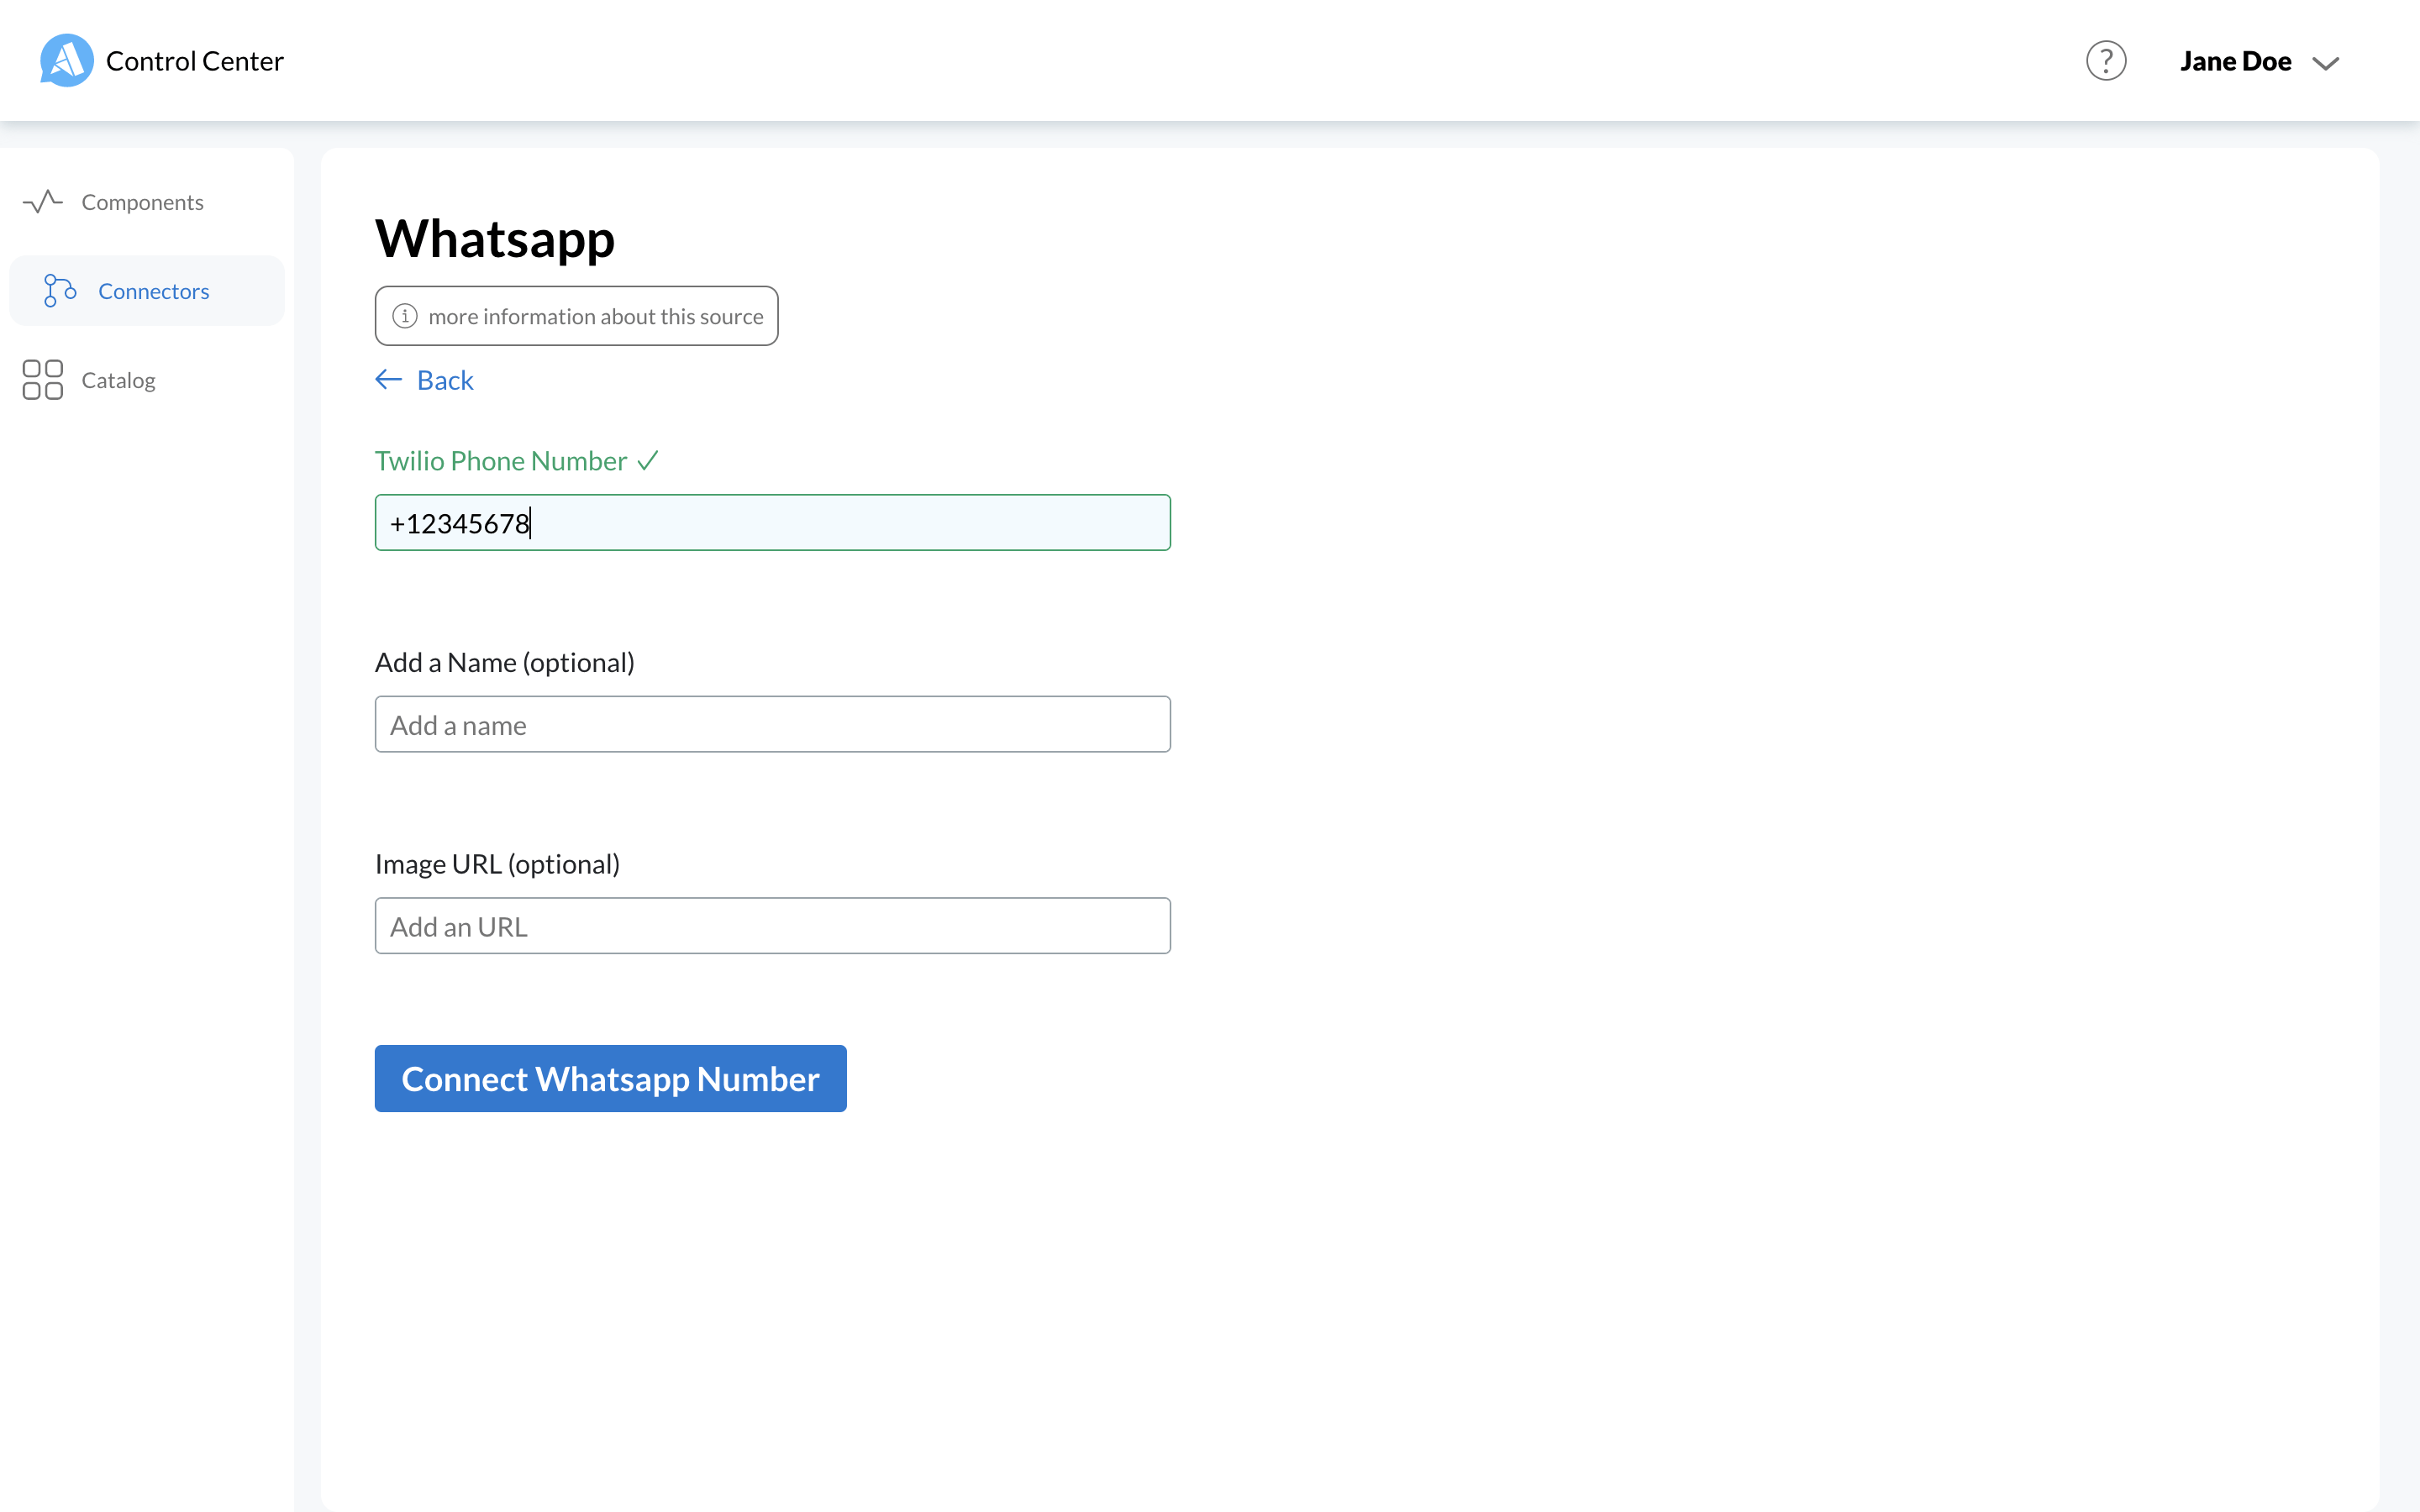 Control Center
?
Jane Doe
Components
Connectors
Catalog
Whatsapp
i more information about this source
Back
Twilio Phone Number
+12345678
Add a Name (optional)
Add a name
Image URL (optional)
Add an URL
Connect Whatsapp Number